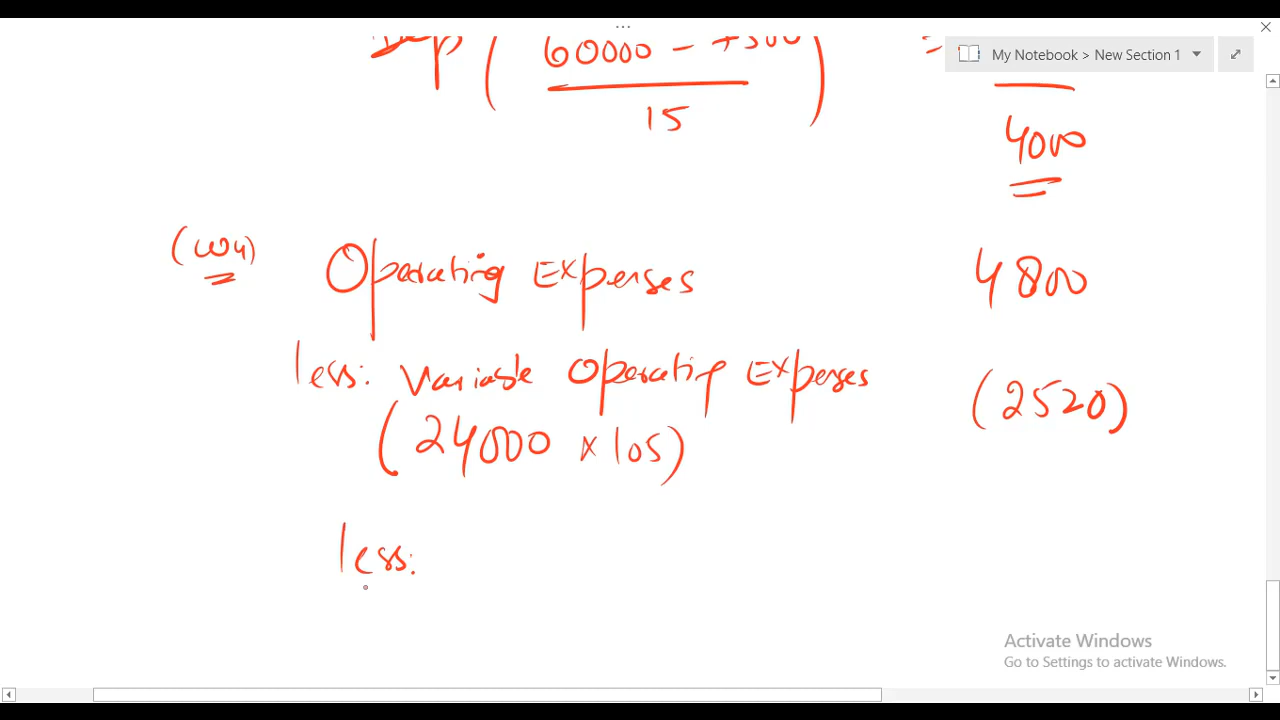 My Notebook > New Section 1
Dep ( 60000 - 7500
15 )
4000
(W4) Operating Expenses 4800
less: Variable Operating Expenses (2520)
(24000 × 105)
less:
Activate Windows
Go to Settings to activate Windows.